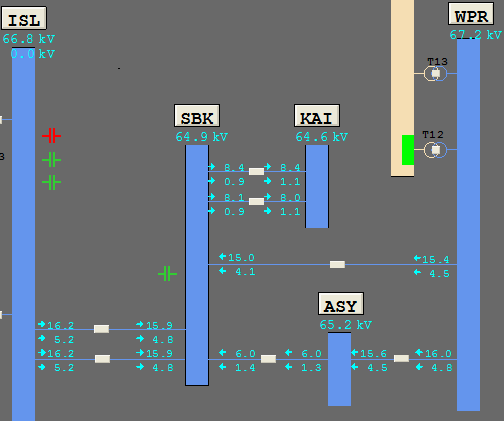 ISL
66.8 kV
0.0 kV
WPR
67.2 kV
T13
SBK
64.9 kV
KAI
64.6 kV
T12
3
8.4
8.4
0.9
1.1
8.1
8.0
0.9
1.1
15.0
15.4
4.1
4.5
ASY
65.2 kV
16.2
15.9
5.2
4.8
16.2
15.9
6.0
6.0
15.6
16.0
5.2
4.8
1.4
1.3
4.5
4.8